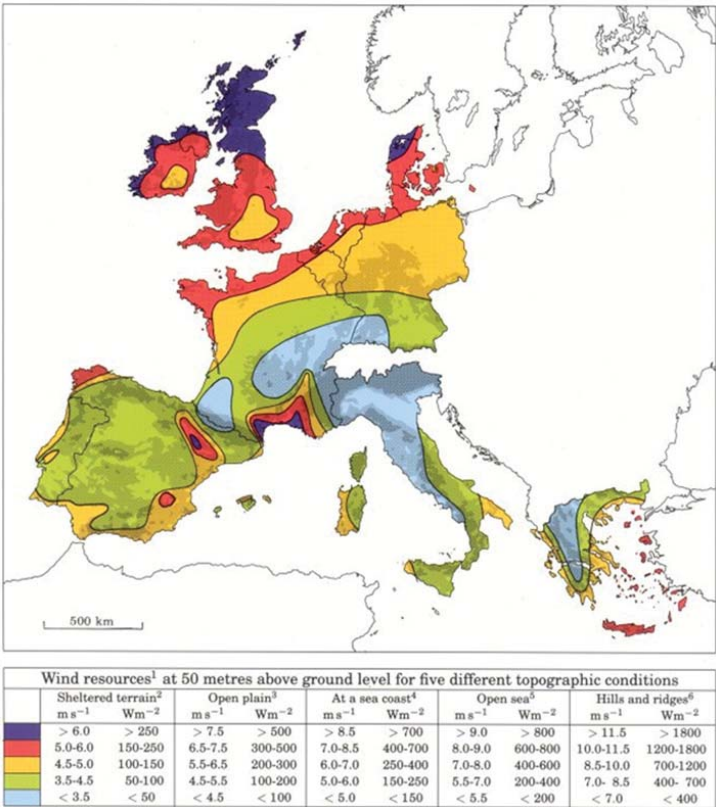 500 km
Wind resources¹ at 50 metres above ground level for five different topographic conditions
Sheltered terrain² Open plain³ At a sea coast⁴ Open sea⁵ Hills and ridges⁶
m s⁻¹ Wm⁻² m s⁻¹ Wm⁻² m s⁻¹ Wm⁻² m s⁻¹ Wm⁻² m s⁻¹ Wm⁻²
> 6.0 > 250 > 7.5 > 500 > 8.5 > 700 > 9.0 > 800 > 11.5 > 1800
5.0-6.0 150-250 6.5-7.5 300-500 7.0-8.5 400-700 8.0-9.0 600-800 10.0-11.5 1200-1800
4.5-5.0 100-150 5.5-6.5 200-300 6.0-7.0 250-400 7.0-8.0 400-600 8.5-10.0 700-1200
3.5-4.5 50-100 4.5-5.5 100-200 5.0-6.0 150-250 5.5-7.0 200-400 7.0- 8.5 400- 700
< 3.5 < 50 < 4.5 < 100 < 5.0 < 150 < 5.5 < 200 < 7.0 < 400